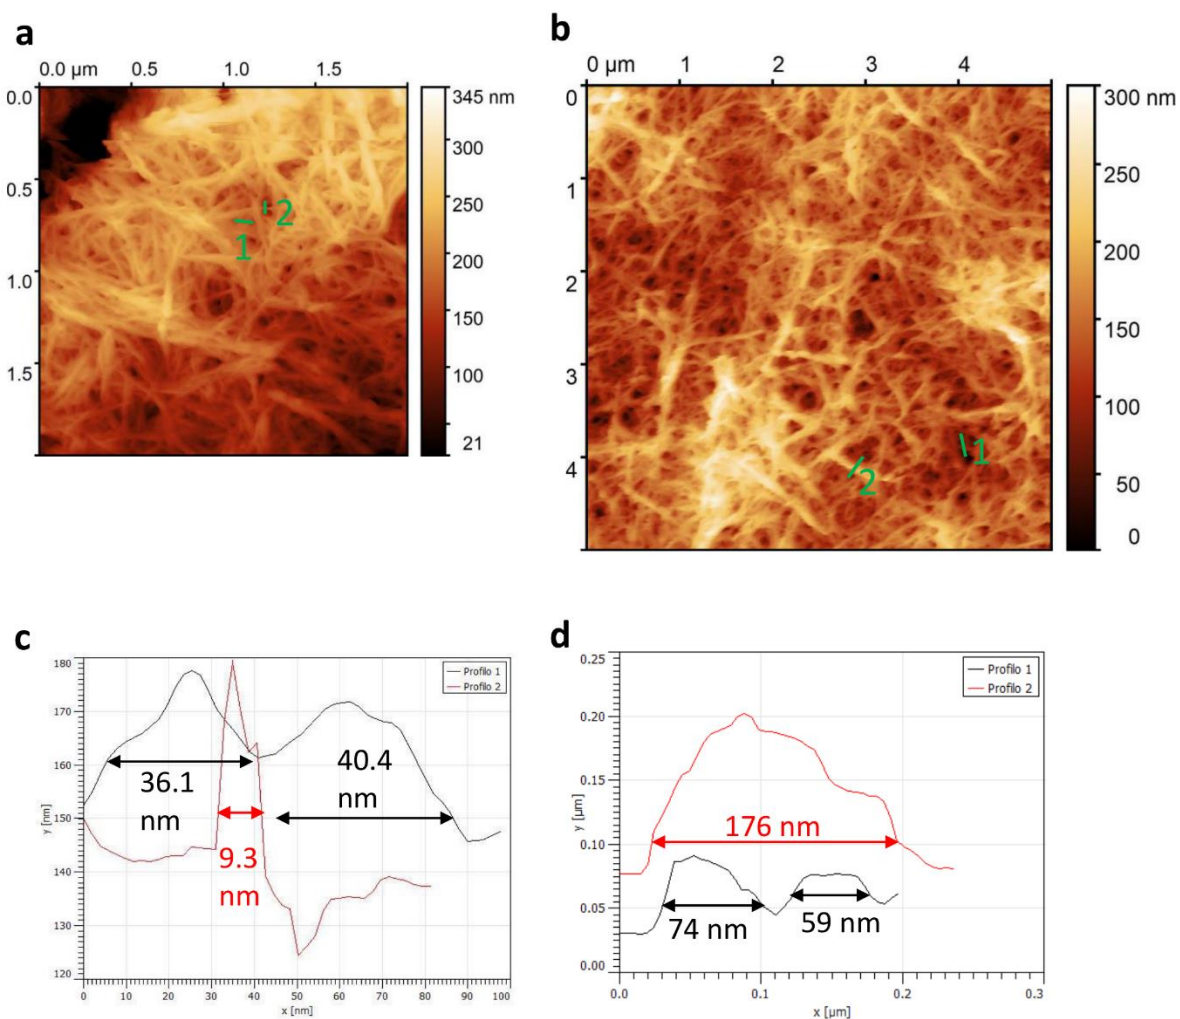 a
0.0 µm 0.5 1.0 1.5
0.0
0.5
1.0
1.5
345 nm
300
250
200
150
100
21
1
2
b
0 µm 1 2 3 4
0
1
2
3
4
300 nm
250
200
150
100
50
0
1
2
c
180
170
160
150
140
130
120
y [nm]
0 10 20 30 40 50 60 70 80 90 100
x [nm]
Profilo 1
Profilo 2
36.1
nm
40.4
nm
9.3
nm
d
0.25
0.20
0.15
0.10
0.05
0.00
y [µm]
0.0 0.1 0.2 0.3
x [µm]
Profilo 1
Profilo 2
176 nm
74 nm
59 nm